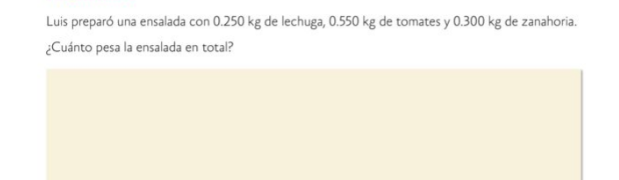 Luis preparó una ensalada con 0.250 kg de lechuga, 0.550 kg de tomates y 0.300 kg de zanahoria.
¿Cuánto pesa la ensalada en total?